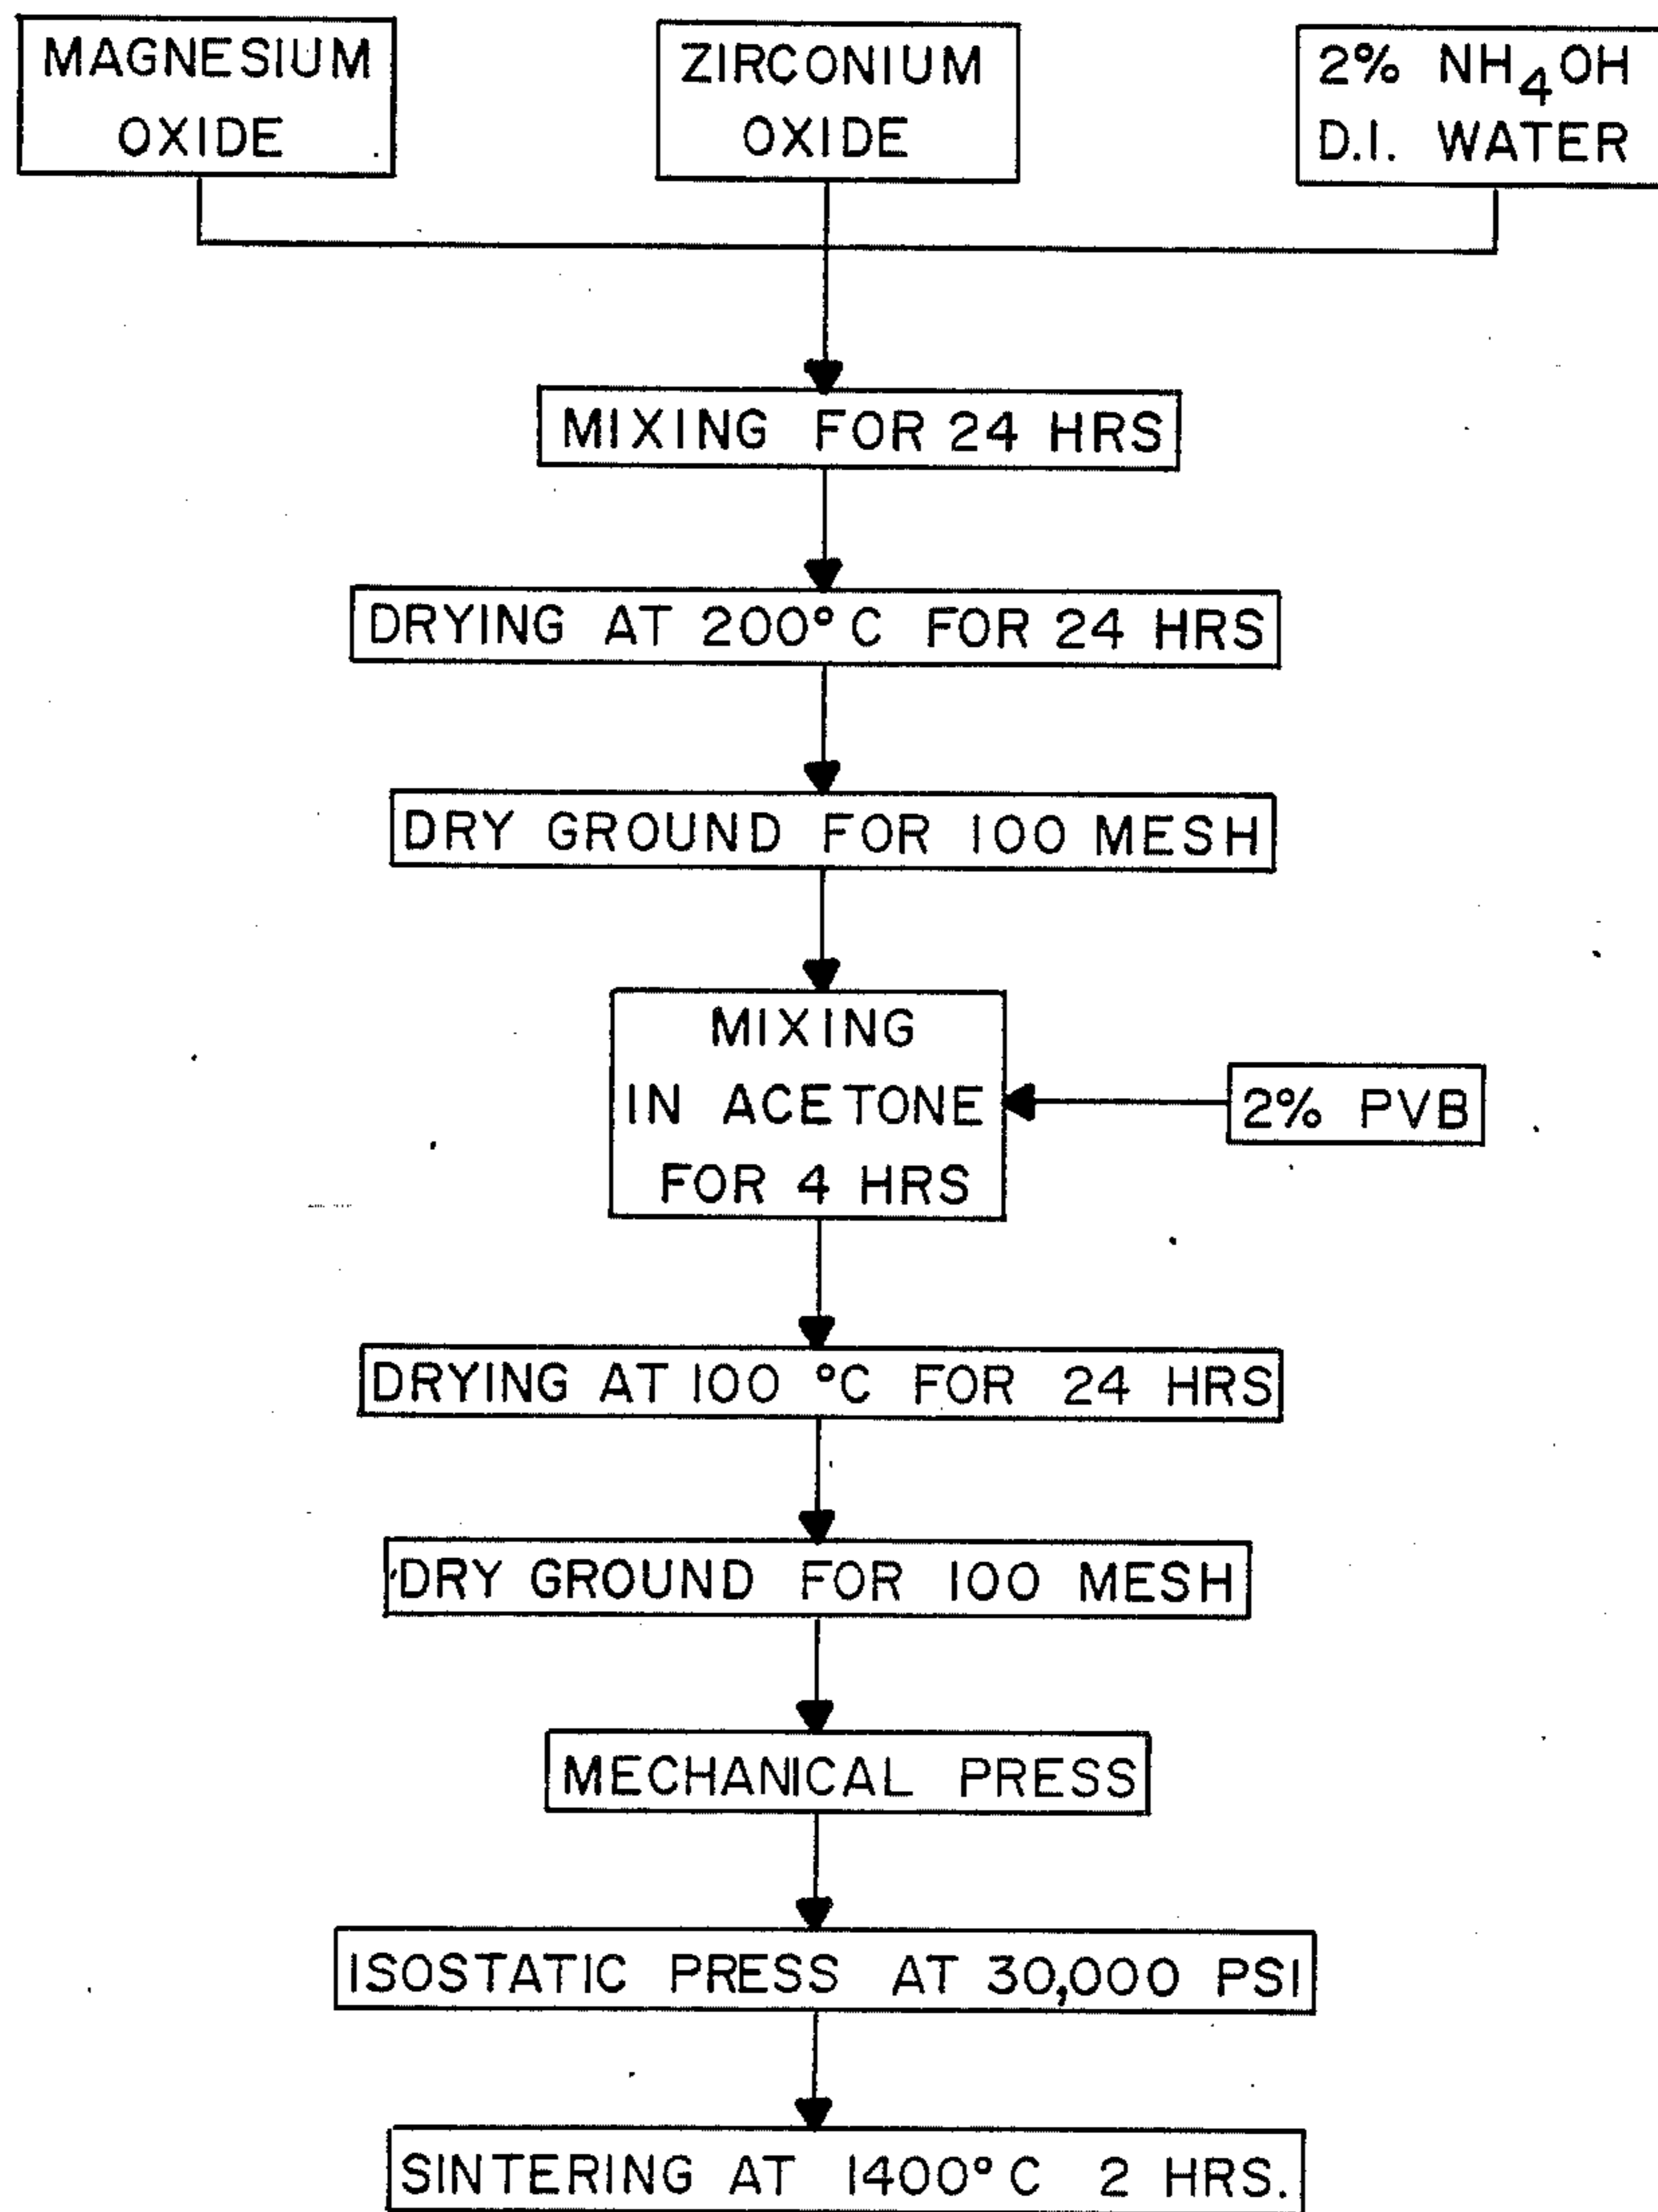 MAGNESIUM
OXIDE
ZIRCONIUM
OXIDE
2% NH₄OH
D.I. WATER
MIXING FOR 24 HRS
DRYING AT 200°C FOR 24 HRS
DRY GROUND FOR 100 MESH
MIXING
IN ACETONE
FOR 4 HRS
2% PVB
DRYING AT 100 °C FOR 24 HRS
DRY GROUND FOR 100 MESH
MECHANICAL PRESS
ISOSTATIC PRESS AT 30,000 PSI
SINTERING AT 1400°C 2 HRS.